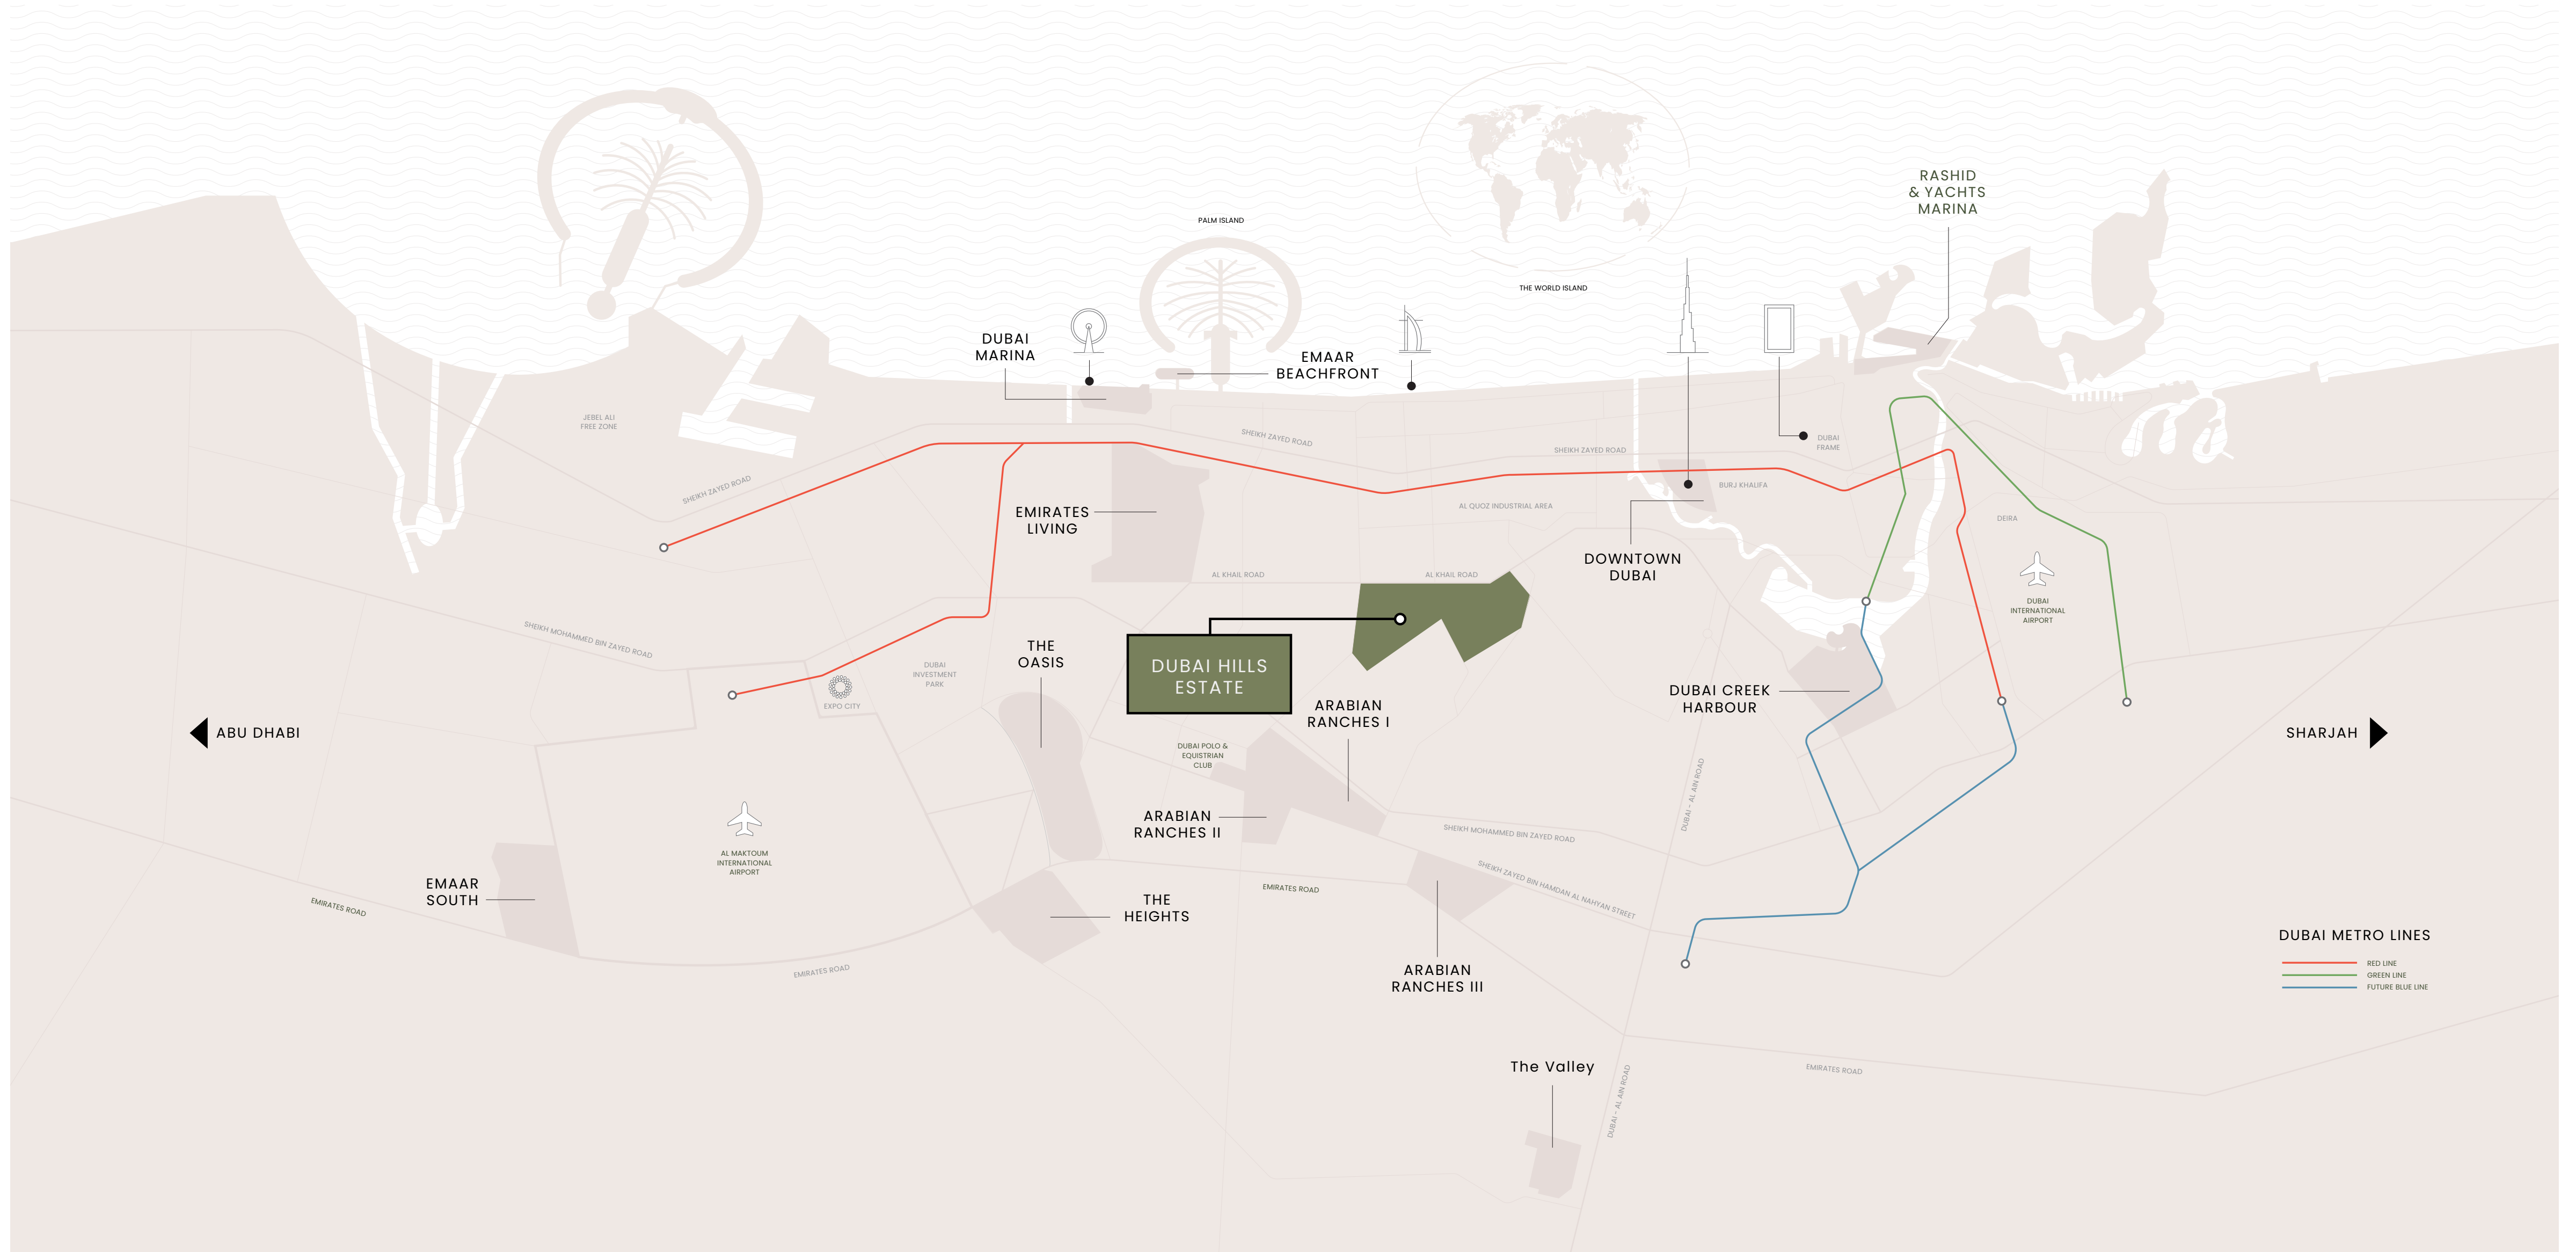 RASHID
& YACHTS
MARINA
PALM ISLAND
THE WORLD ISLAND
DUBAI
MARINA
EMAAR
BEACHFRONT
JEBEL ALI
FREE ZONE
SHEIKH ZAYED ROAD
SHEIKH ZAYED ROAD
SHEIKH ZAYED ROAD
DUBAI
FRAME
BURJ KHALIFA
AL QUOZ INDUSTRIAL AREA
EMIRATES
LIVING
DEIRA
DOWNTOWN
DUBAI
AL KHAIL ROAD
AL KHAIL ROAD
DUBAI
INTERNATIONAL
AIRPORT
SHEIKH MOHAMMED BIN ZAYED ROAD
THE
OASIS
DUBAI
INVESTMENT
PARK
DUBAI HILLS
ESTATE
EXPO CITY
DUBAI CREEK
HARBOUR
ARABIAN
RANCHES I
ABU DHABI
SHARJAH
DUBAI POLO &
EQUISTRIAN
CLUB
DUBAI - AL AIN ROAD
ARABIAN
RANCHES II
SHEIKH MOHAMMED BIN ZAYED ROAD
AL MAKTOUM
INTERNATIONAL
AIRPORT
SHEIKH ZAYED BIN HAMDAN AL NAHYAN STREET
EMAAR
SOUTH
EMIRATES ROAD
EMIRATES ROAD
THE
HEIGHTS
EMIRATES ROAD
ARABIAN
RANCHES III
DUBAI METRO LINES
RED LINE
GREEN LINE
FUTURE BLUE LINE
The Valley
EMIRATES ROAD
DUBAI - AL AIN ROAD